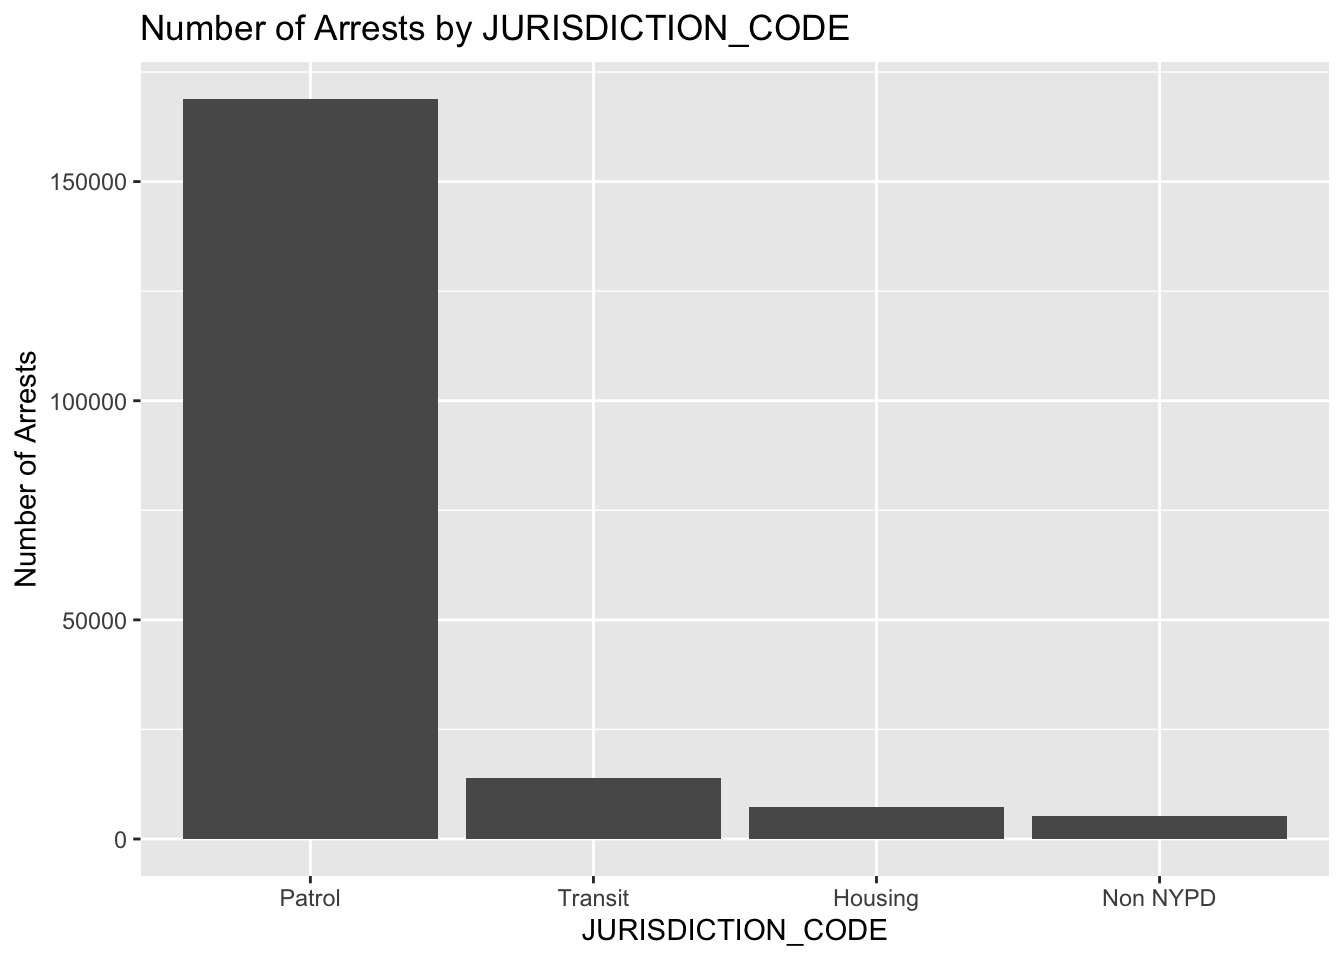 Number of Arrests by JURISDICTION_CODE
Number of Arrests
150000
100000
50000
0
Patrol Transit Housing Non NYPD
JURISDICTION_CODE